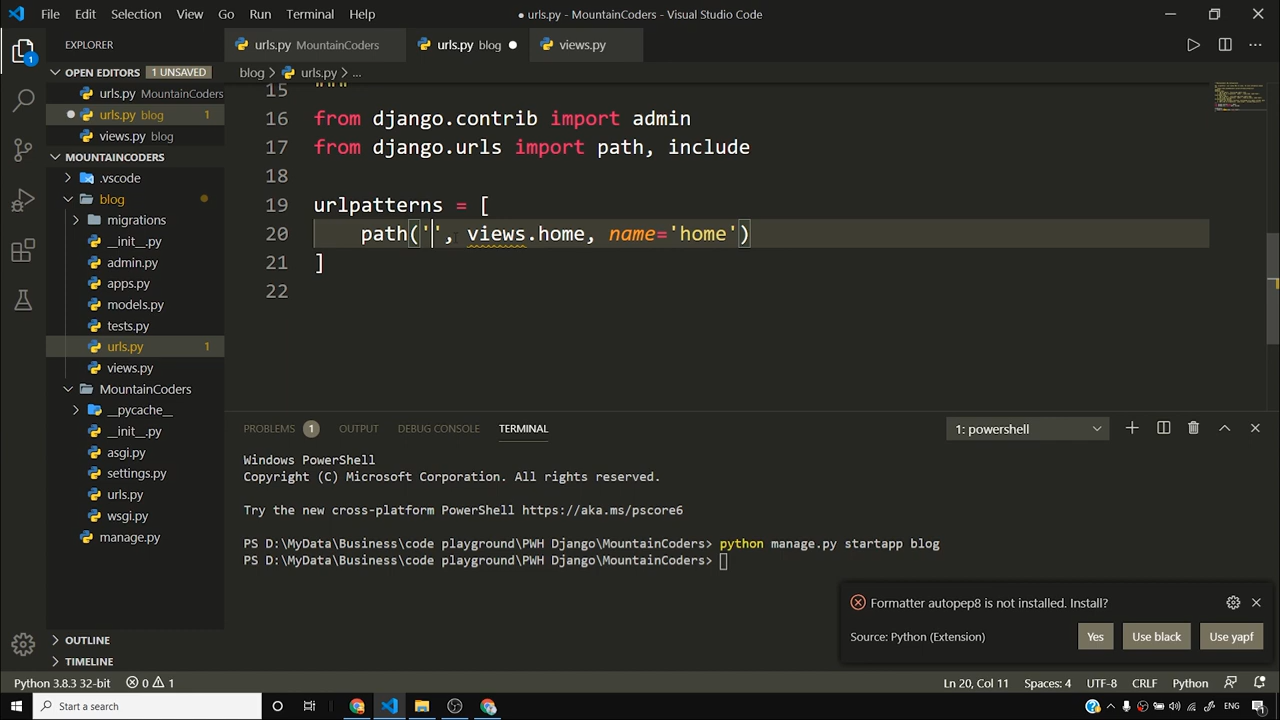 File Edit Selection View Go Run Terminal Help
● urls.py - MountainCoders - Visual Studio Code
EXPLORER
urls.py MountainCoders
urls.py blog
views.py
OPEN EDITORS 1 UNSAVED
urls.py MountainCoders
urls.py blog 1
views.py blog
MOUNTAINCODERS
.vscode
blog
migrations
__init__.py
admin.py
apps.py
models.py
tests.py
urls.py 1
views.py
MountainCoders
__pycache__
__init__.py
asgi.py
settings.py
urls.py
wsgi.py
manage.py
OUTLINE
TIMELINE
1
blog > urls.py > ...
15 """
16 from django.contrib import admin
17 from django.urls import path, include
18
19 urlpatterns = [
20 path('', views.home, name='home')
21 ]
22
PROBLEMS 1 OUTPUT DEBUG CONSOLE TERMINAL 1: powershell
Windows PowerShell
Copyright (C) Microsoft Corporation. All rights reserved.
Try the new cross-platform PowerShell https://aka.ms/pscore6
PS D:\MyData\Business\code playground\PWH Django\MountainCoders> python manage.py startapp blog
PS D:\MyData\Business\code playground\PWH Django\MountainCoders>
Formatter autopep8 is not installed. Install?
Source: Python (Extension) Yes Use black Use yapf
Python 3.8.3 32-bit 0 1 Ln 20, Col 11 Spaces: 4 UTF-8 CRLF Python
Start a search
ENG
1